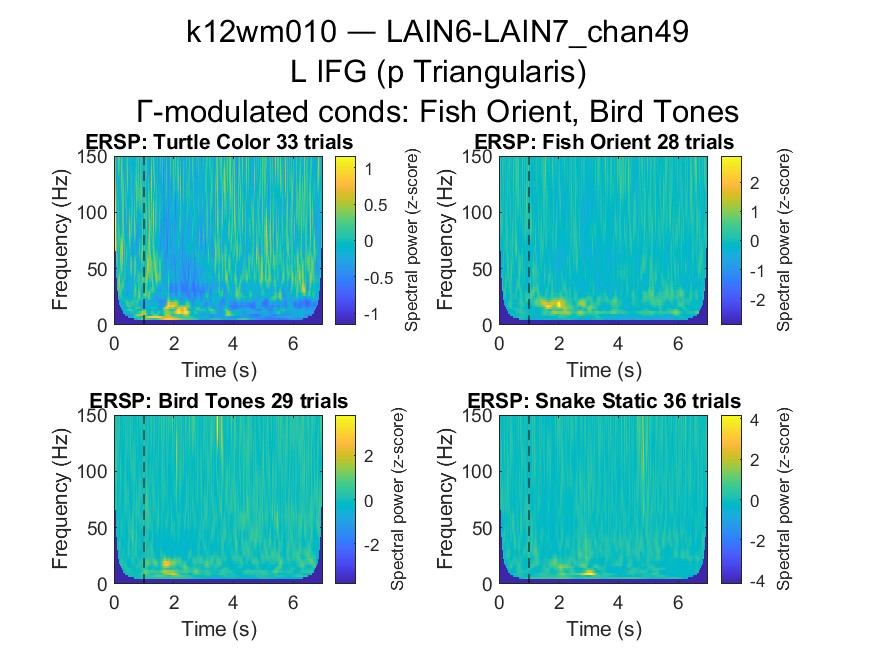 k12wm010 — LAIN6-LAIN7_chan49
L IFG (p Triangularis)
Γ-modulated conds: Fish Orient, Bird Tones
ERSP: Turtle Color 33 trials
150
100
50
0
Frequency (Hz)
0 2 4 6
Time (s)
1
0.5
0
-0.5
-1
Spectral power (z-score)
ERSP: Fish Orient 28 trials
150
100
50
0
Frequency (Hz)
0 2 4 6
Time (s)
2
1
0
-1
-2
Spectral power (z-score)
ERSP: Bird Tones 29 trials
150
100
50
0
Frequency (Hz)
0 2 4 6
Time (s)
2
0
-2
Spectral power (z-score)
ERSP: Snake Static 36 trials
150
100
50
0
Frequency (Hz)
0 2 4 6
Time (s)
4
2
0
-2
-4
Spectral power (z-score)